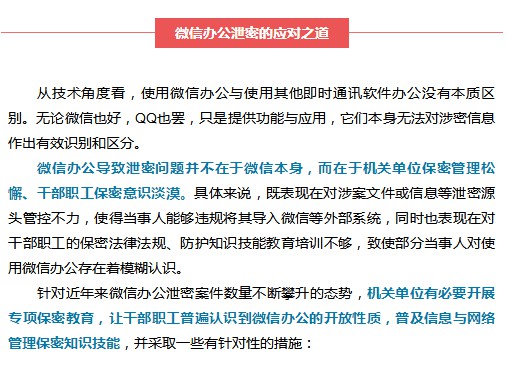 微信办公泄密的应对之道
从技术角度看，使用微信办公与使用其他即时通讯软件办公没有本质区
别。无论微信也好，QQ也罢，只是提供功能与应用，它们本身无法对涉密信息
作出有效识别和区分。
微信办公导致泄密问题并不在于微信本身，而在于机关单位保密管理松
懈、干部职工保密意识淡漠。具体来说，既表现在对涉案文件或信息等泄密源
头管控不力，使得当事人能够违规将其导入微信等外部系统，同时也表现在对
干部职工的保密法律法规、防护知识技能教育培训不够，致使部分当事人对使
用微信办公存在着模糊认识。
针对近年来微信办公泄密案件数量不断攀升的态势，机关单位有必要开展
专项保密教育，让干部职工普遍认识到微信办公的开放性质，普及信息与网络
管理保密知识技能，并采取一些有针对性的措施：